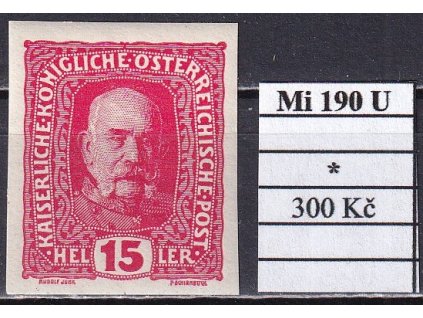 KAISERLICHE·KÖNIGLICHE·ÖSTERREICHISCHE·POST
HEL 15 LER·
RUDOLF JUNK
F·SCHIRNBÖCK
Mi 190 U
*
300 Kč